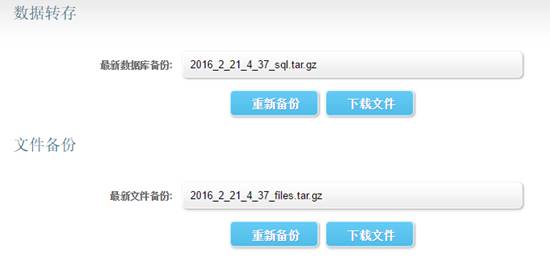 数据转存
最新数据库备份: 2016_2_21_4_37_sql.tar.gz
重新备份 下载文件
文件备份
最新文件备份: 2016_2_21_4_37_files.tar.gz
重新备份 下载文件